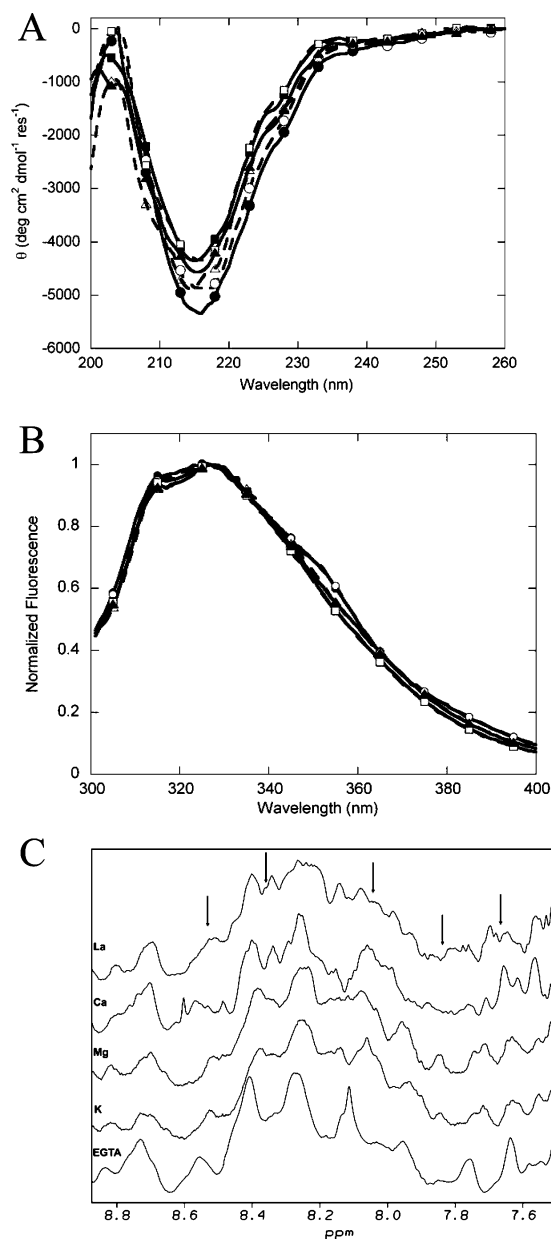 A
0
-1000
-2000
-3000
-4000
-5000
-6000
θ (deg cm² dmol⁻¹ res⁻¹)
200 210 220 230 240 250 260
Wavelength (nm)
B
1
0.8
0.6
0.4
0.2
0
Normalized Fluorescence
300 320 340 360 380 400
Wavelength (nm)
C
La
Ca
Mg
K
EGTA
8.8 8.6 8.4 8.2 8.0 7.8 7.6
PPm